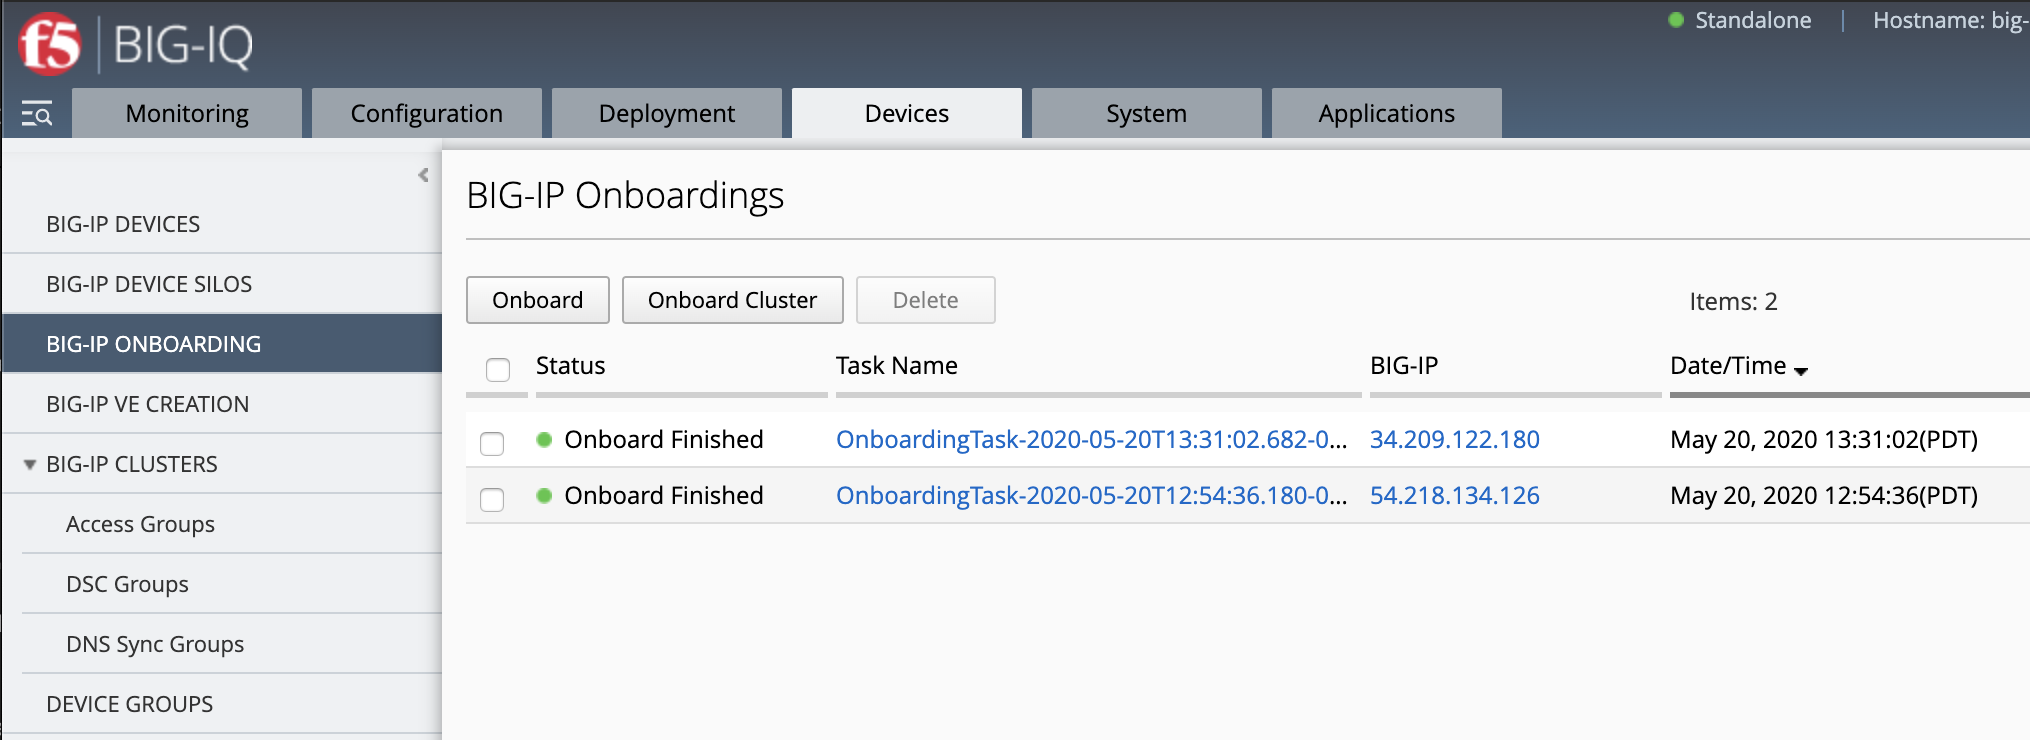 Standalone | Hostname: big-
f5 | BIG-IQ
Monitoring Configuration Deployment Devices System Applications
BIG-IP DEVICES
BIG-IP DEVICE SILOS
BIG-IP ONBOARDING
BIG-IP VE CREATION
BIG-IP CLUSTERS
Access Groups
DSC Groups
DNS Sync Groups
DEVICE GROUPS
BIG-IP Onboardings
Onboard Onboard Cluster Delete Items: 2
Status Task Name BIG-IP Date/Time
Onboard Finished OnboardingTask-2020-05-20T13:31:02.682-0... 34.209.122.180 May 20, 2020 13:31:02(PDT)
Onboard Finished OnboardingTask-2020-05-20T12:54:36.180-0... 54.218.134.126 May 20, 2020 12:54:36(PDT)